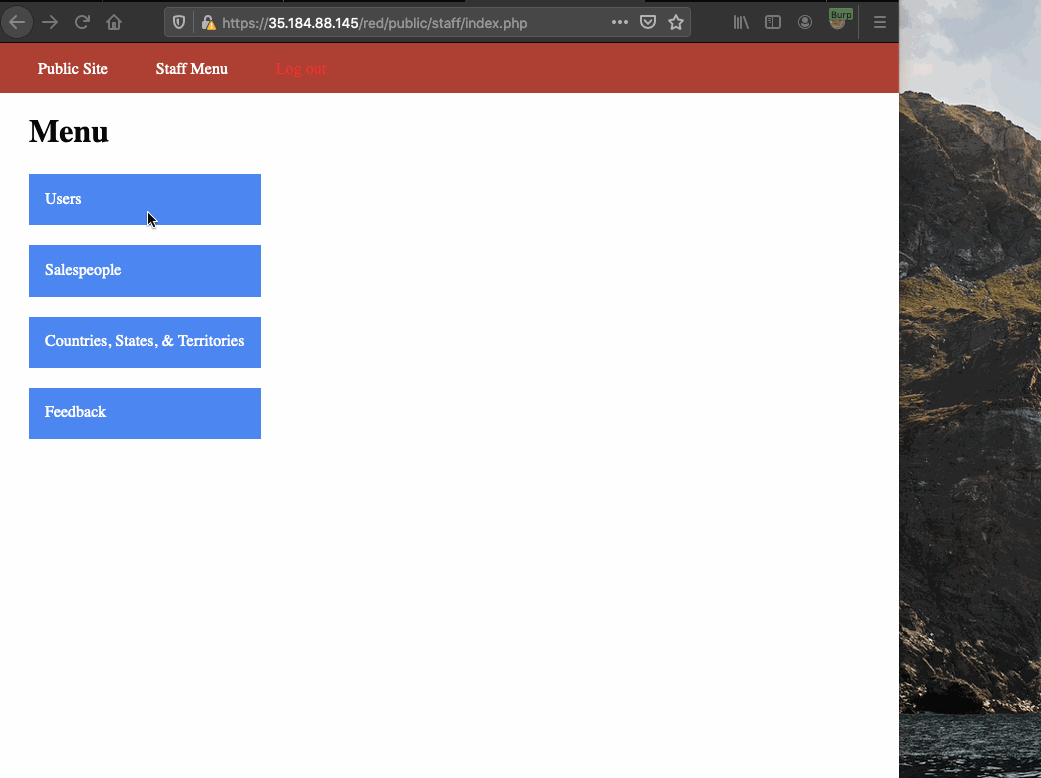 https://35.184.88.145/red/public/staff/index.php
Burp
Public Site Staff Menu Log out
Menu
Users
Salespeople
Countries, States, & Territories
Feedback